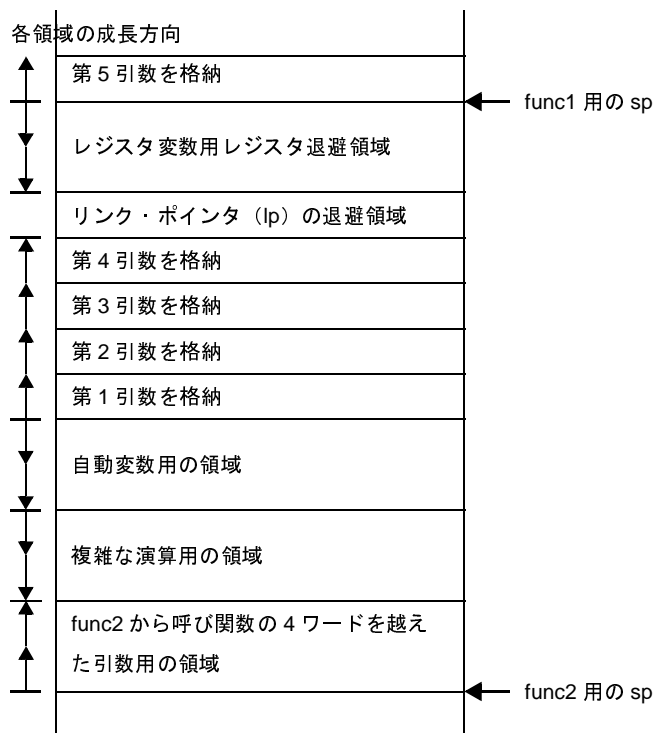 各領域の成長方向
第 5 引数を格納
func1 用の sp
レジスタ変数用レジスタ退避領域
リンク・ポインタ（lp）の退避領域
第 4 引数を格納
第 3 引数を格納
第 2 引数を格納
第 1 引数を格納
自動変数用の領域
複雑な演算用の領域
func2 から呼び関数の 4 ワードを越え
た引数用の領域
func2 用の sp